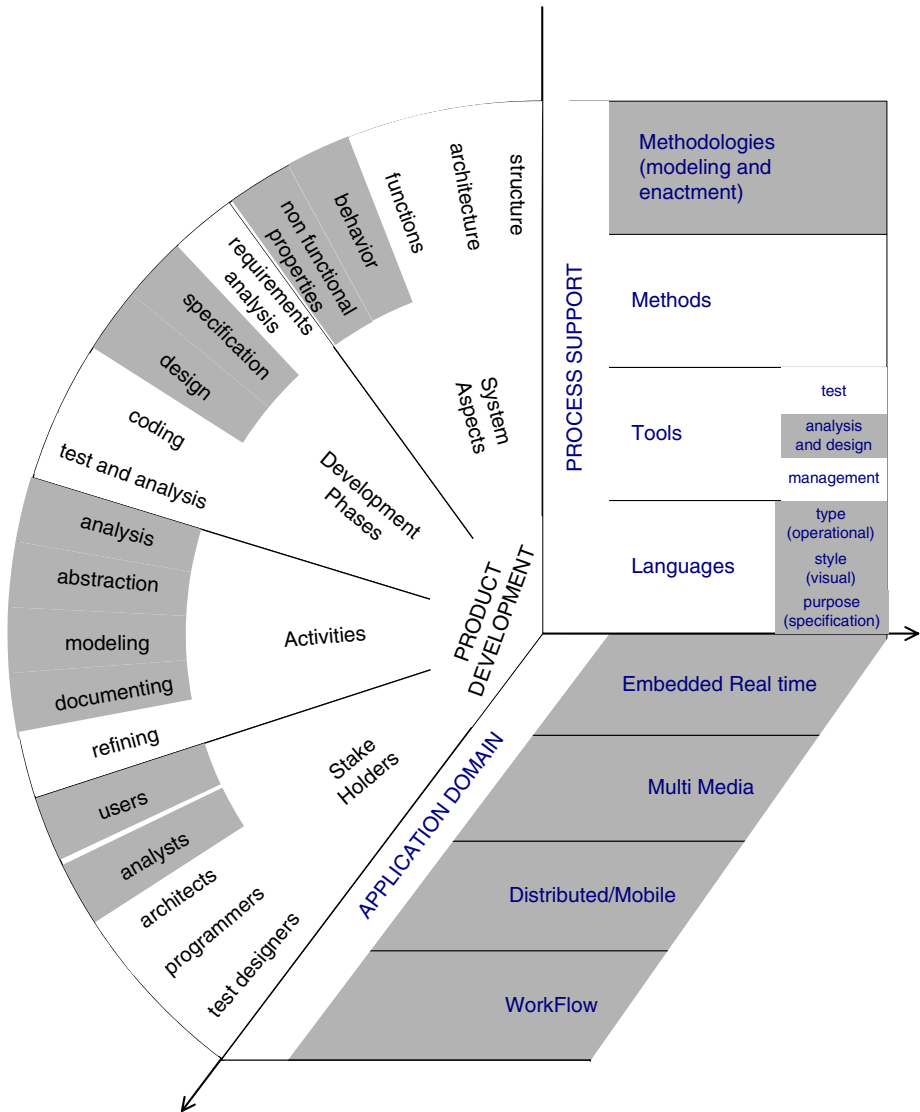 structure
architecture
functions
behavior
non functional
properties
System
Aspects
requirements
analysis
specification
design
coding
test and analysis
Development
Phases
analysis
abstraction
modeling
documenting
refining
Activities
users
analysts
architects
programmers
test designers
Stake
Holders
PRODUCT
DEVELOPMENT
PROCESS SUPPORT
Methodologies
(modeling and
enactment)
Methods
Tools
test
analysis
and design
management
Languages
type
(operational)
style
(visual)
purpose
(specification)
APPLICATION DOMAIN
Embedded Real time
Multi Media
Distributed/Mobile
WorkFlow